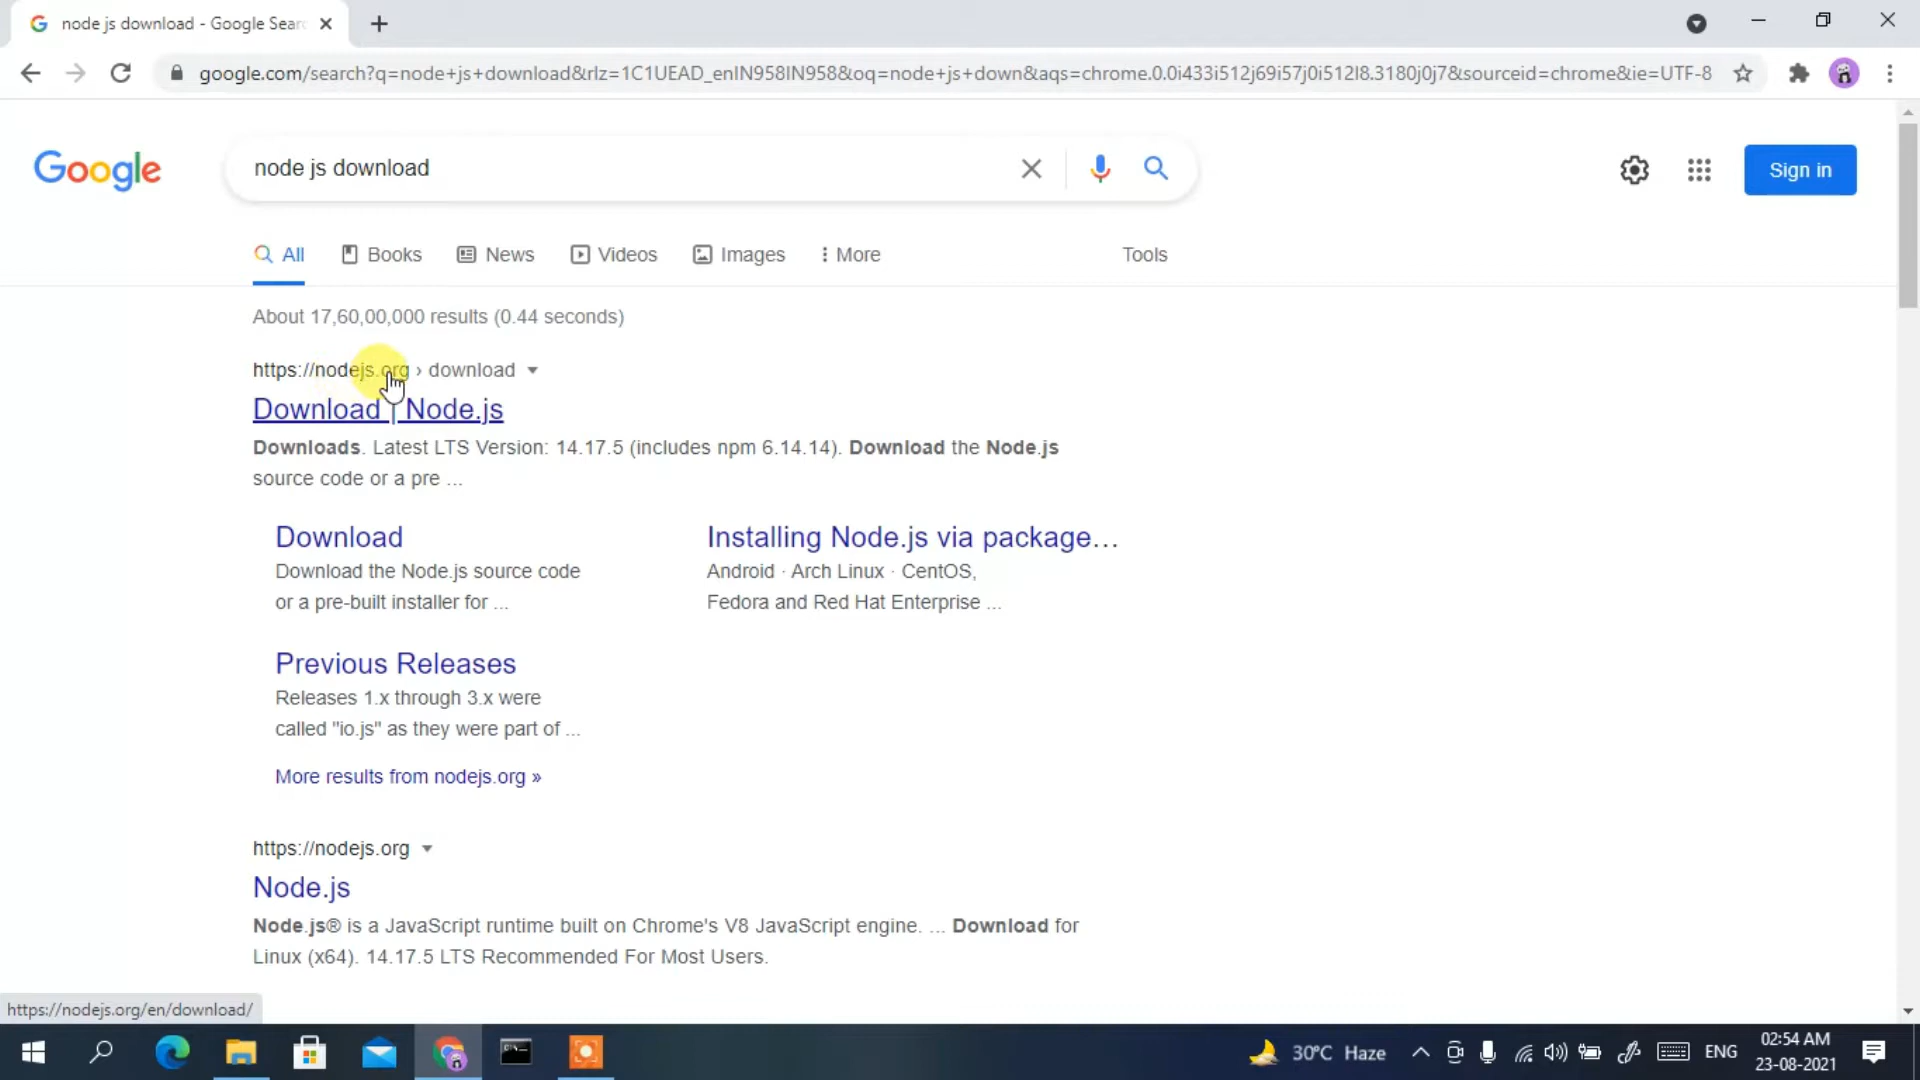 node js download - Google Sear
google.com/search?q=node+js+download&rlz=1C1UEAD_enIN958IN958&oq=node+js+down&aqs=chrome.0.0i433i512j69i57j0i512l8.3180j0j7&sourceid=chrome&ie=UTF-8
Google
node js download
Sign in
All Books News Videos Images More Tools
About 17,60,00,000 results (0.44 seconds)
https://nodejs.org › download
Download | Node.js
Downloads. Latest LTS Version: 14.17.5 (includes npm 6.14.14). Download the Node.js
source code or a pre ...
Download
Download the Node.js source code
or a pre-built installer for ...
Installing Node.js via package...
Android · Arch Linux · CentOS,
Fedora and Red Hat Enterprise ...
Previous Releases
Releases 1.x through 3.x were
called "io.js" as they were part of ...
More results from nodejs.org »
https://nodejs.org
Node.js
Node.js® is a JavaScript runtime built on Chrome's V8 JavaScript engine. ... Download for
Linux (x64). 14.17.5 LTS Recommended For Most Users.
https://nodejs.org/en/download/
30°C Haze
ENG
02:54 AM
23-08-2021